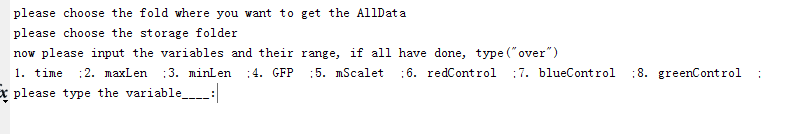 please choose the fold where you want to get the AllData
please choose the storage folder
now please input the variables and their range, if all have done, type("over")
1. time  ;2. maxLen  ;3. minLen  ;4. GFP  ;5. mScalet  ;6. redControl  ;7. blueControl  ;8. greenControl  ;
please type the variable____: